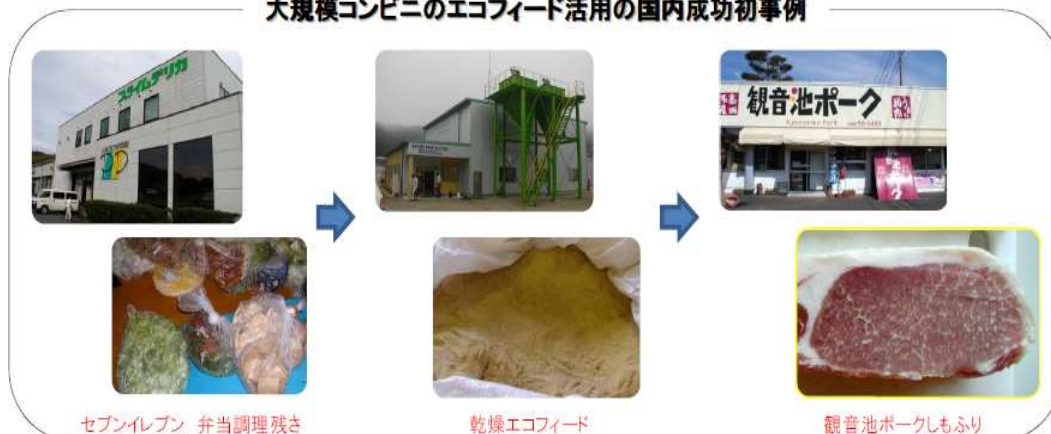 大規模コンビニのエコフィード活用の国内成功初事例
プライムデリカ
観音池ポーク
セブンイレブン 弁当調理残さ
乾燥エコフィード
観音池ポークしもふり